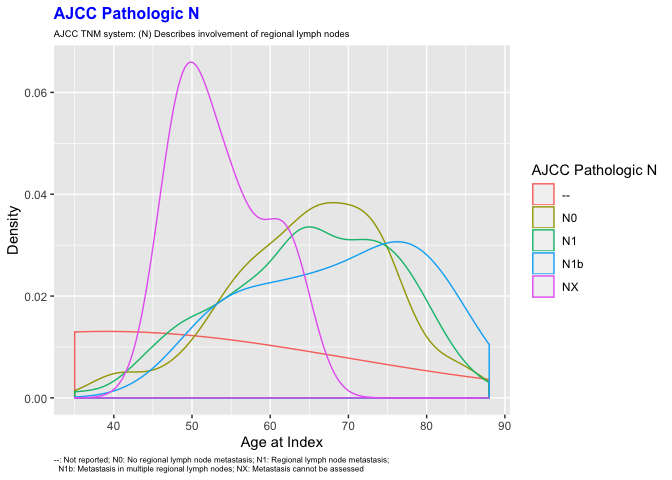 AJCC Pathologic N
AJCC TNM system: (N) Describes involvement of regional lymph nodes
0.06
0.04
0.02
0.00
Density
40 50 60 70 80 90
Age at Index
AJCC Pathologic N
--
N0
N1
N1b
NX
--: Not reported; N0: No regional lymph node metastasis; N1: Regional lymph node metastasis;
N1b: Metastasis in multiple regional lymph nodes; NX: Metastasis cannot be assessed